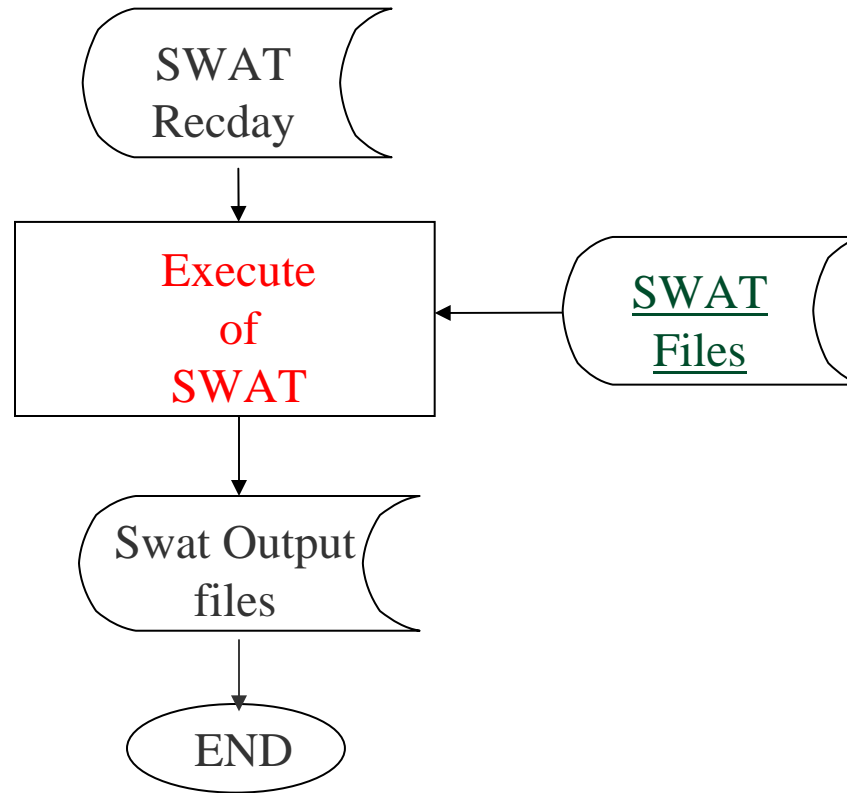 SWAT
Recday
Execute
of
SWAT
SWAT
Files
Swat Output
files
END